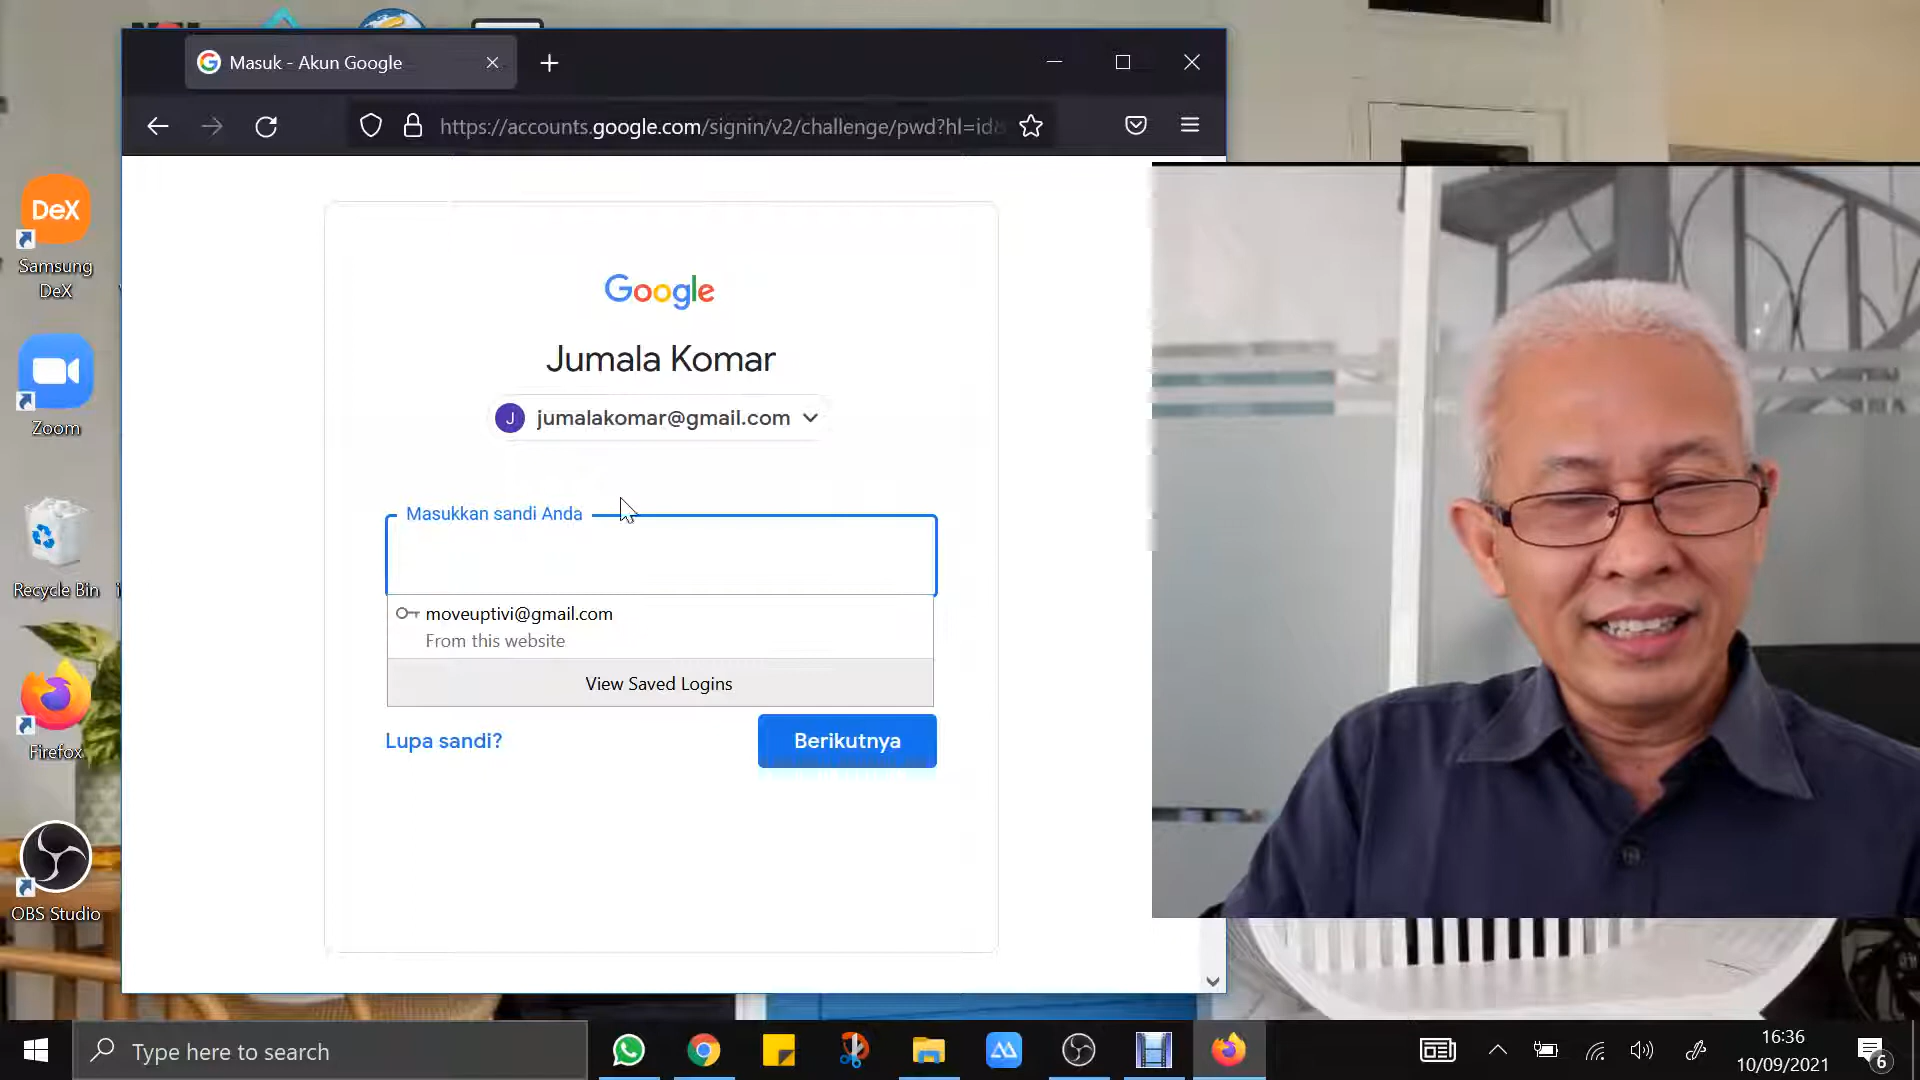 Masuk - Akun Google
https://accounts.google.com/signin/v2/challenge/pwd?hl=id&
Google
Jumala Komar
J
jumalakomar@gmail.com
Masukkan sandi Anda
moveuptivi@gmail.com
From this website
View Saved Logins
Lupa sandi?
Berikutnya
DeX
Samsung
DeX
Zoom
Recycle Bin
Firefox
OBS Studio
Type here to search
16:36
10/09/2021
6